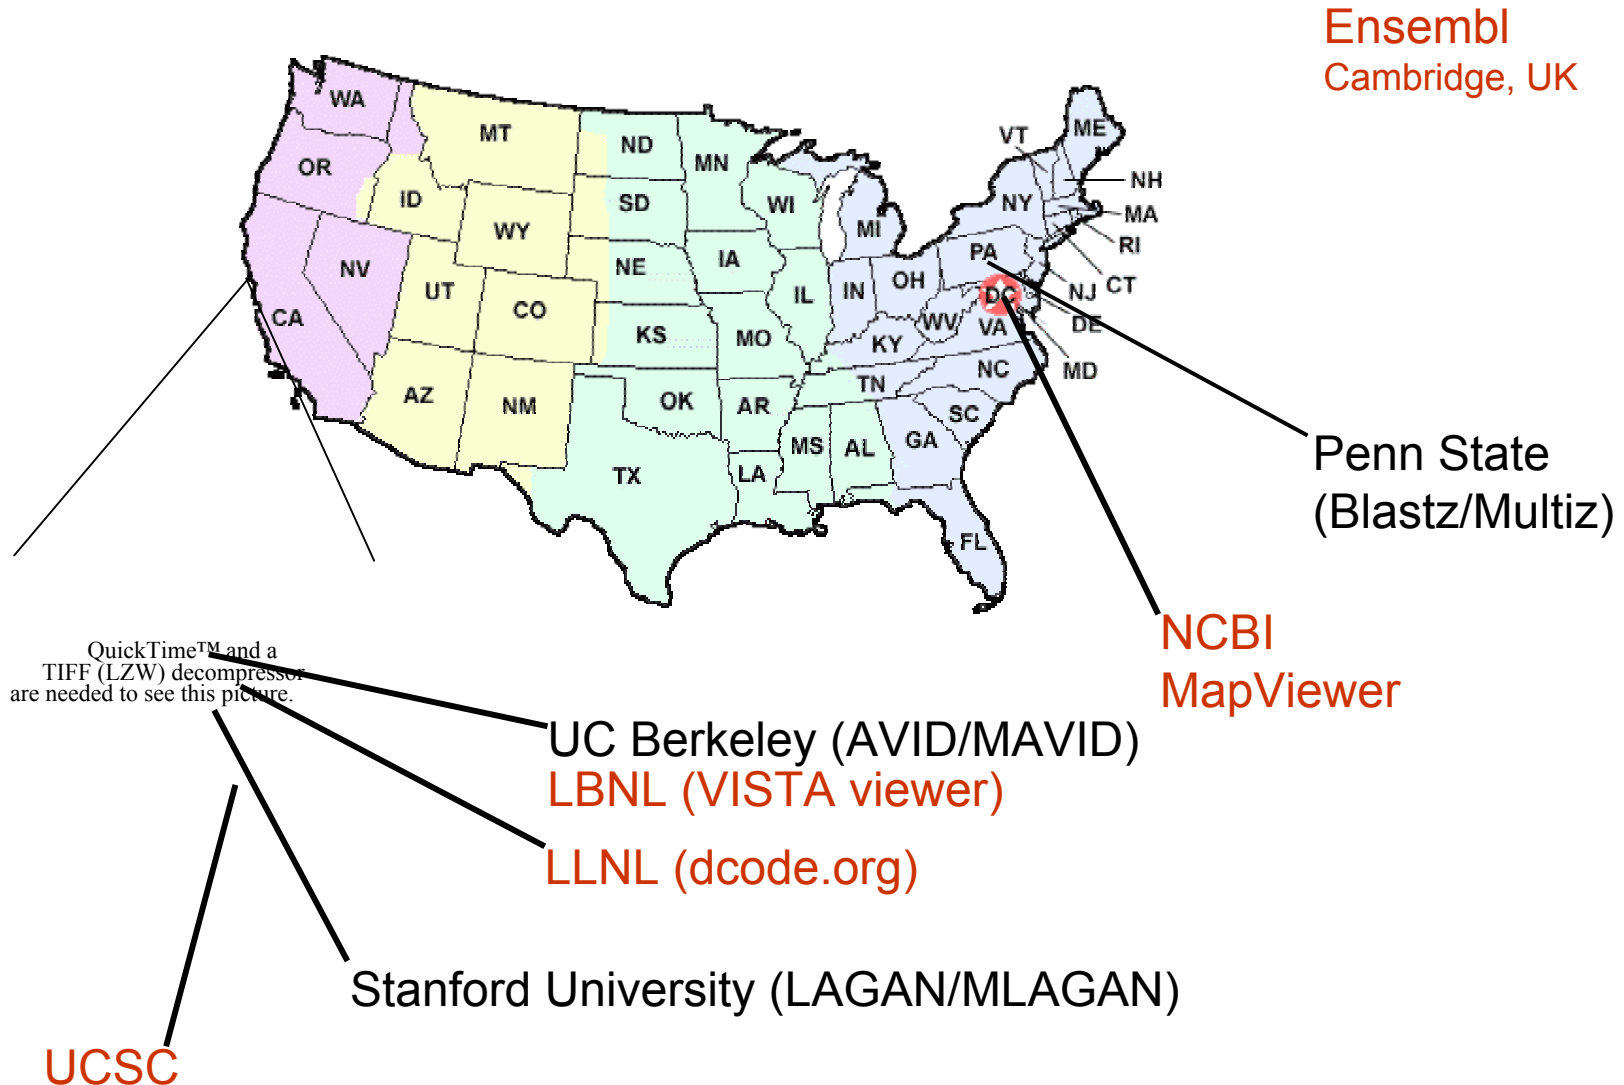 Ensembl
Cambridge, UK
WA
MT
ND
MN
VT
ME
OR
ID
SD
WI
MI
NY
NH
MA
WY
IA
PA
RI
NV
NE
UT
CO
IL
IN
OH
DC
NJ
CT
CA
KS
MO
KY
WV
VA
DE
MD
AZ
NM
OK
AR
TN
NC
SC
MS
AL
GA
TX
LA
FL
Penn State
(Blastz/Multiz)
NCBI
MapViewer
QuickTime™ and a
TIFF (LZW) decompressor
are needed to see this picture.
UC Berkeley (AVID/MAVID)
LBNL (VISTA viewer)
LLNL (dcode.org)
Stanford University (LAGAN/MLAGAN)
UCSC